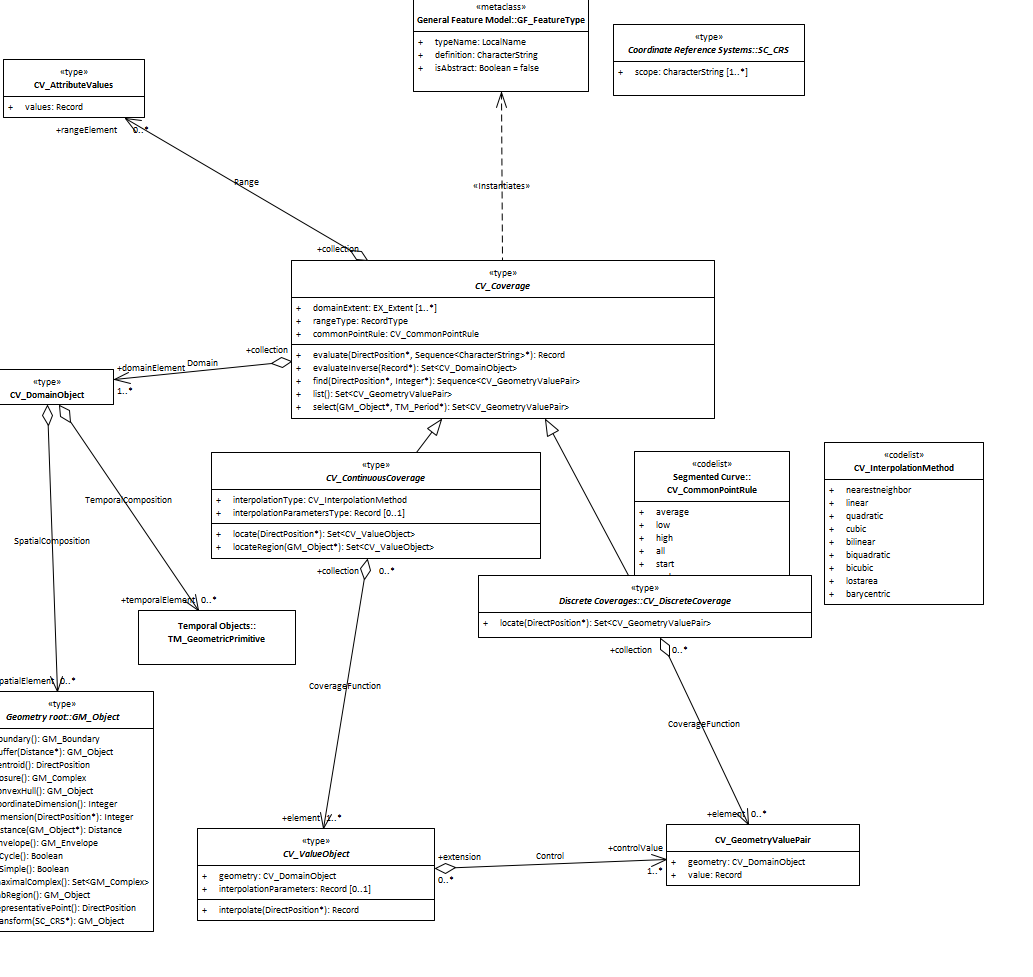 «metaclass»
General Feature Model::GF_FeatureType
+ typeName: LocalName
+ definition: CharacterString
+ isAbstract: Boolean = false
«type»
Coordinate Reference Systems::SC_CRS
+ scope: CharacterString [1..*]
«type»
CV_AttributeValues
+ values: Record
+rangeElement 0..*
Range
«Instantiates»
+collection
«type»
CV_Coverage
+ domainExtent: EX_Extent [1..*]
+ rangeType: RecordType
+ commonPointRule: CV_CommonPointRule
+ evaluate(DirectPosition*, Sequence<CharacterString>*): Record
+ evaluateInverse(Record*): Set<CV_DomainObject>
+ find(DirectPosition*, Integer*): Sequence<CV_GeometryValuePair>
+ list(): Set<CV_GeometryValuePair>
+ select(GM_Object*, TM_Period*): Set<CV_GeometryValuePair>
+collection
Domain
+domainElement
1..*
«type»
CV_DomainObject
TemporalComposition
SpatialComposition
«type»
CV_ContinuousCoverage
+ interpolationType: CV_InterpolationMethod
+ interpolationParametersType: Record [0..1]
+ locate(DirectPosition*): Set<CV_ValueObject>
+ locateRegion(GM_Object*): Set<CV_ValueObject>
+collection 0..*
«codelist»
Segmented Curve::
CV_CommonPointRule
+ average
+ low
+ high
+ all
+ start
«codelist»
CV_InterpolationMethod
+ nearestneighbor
+ linear
+ quadratic
+ cubic
+ bilinear
+ biquadratic
+ bicubic
+ lostarea
+ barycentric
«type»
Discrete Coverages::CV_DiscreteCoverage
+ locate(DirectPosition*): Set<CV_GeometryValuePair>
+collection 0..*
+temporalElement 0..*
Temporal Objects::
TM_GeometricPrimitive
patialElement 0..*
«type»
Geometry root::GM_Object
oundary(): GM_Boundary
uffer(Distance*): GM_Object
entroid(): DirectPosition
osure(): GM_Complex
onvexHull(): GM_Object
oordinateDimension(): Integer
imension(DirectPosition*): Integer
stance(GM_Object*): Distance
nvelope(): GM_Envelope
Cycle(): Boolean
Simple(): Boolean
aximalComplex(): Set<GM_Complex>
bRegion(): GM_Object
epresentativePoint(): DirectPosition
ansform(SC_CRS*): GM_Object
CoverageFunction
CoverageFunction
+element
+element 0..*
«type»
CV_ValueObject
+ geometry: CV_DomainObject
+ interpolationParameters: Record [0..1]
+ interpolate(DirectPosition*): Record
+extension
0..*
Control
+controlValue
1..*
CV_GeometryValuePair
+ geometry: CV_DomainObject
+ value: Record